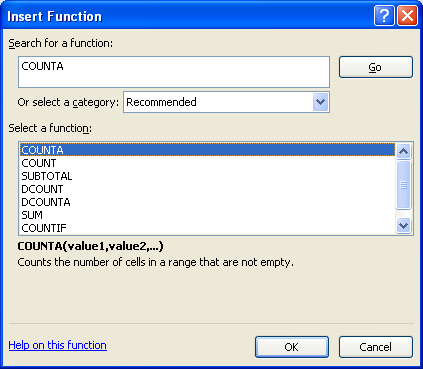 Insert Function
Search for a function:
COUNTA
Go
Or select a category: Recommended
Select a function:
COUNTA
COUNT
SUBTOTAL
DCOUNT
DCOUNTA
SUM
COUNTIF
COUNTA(value1,value2,...)
Counts the number of cells in a range that are not empty.
Help on this function
OK
Cancel